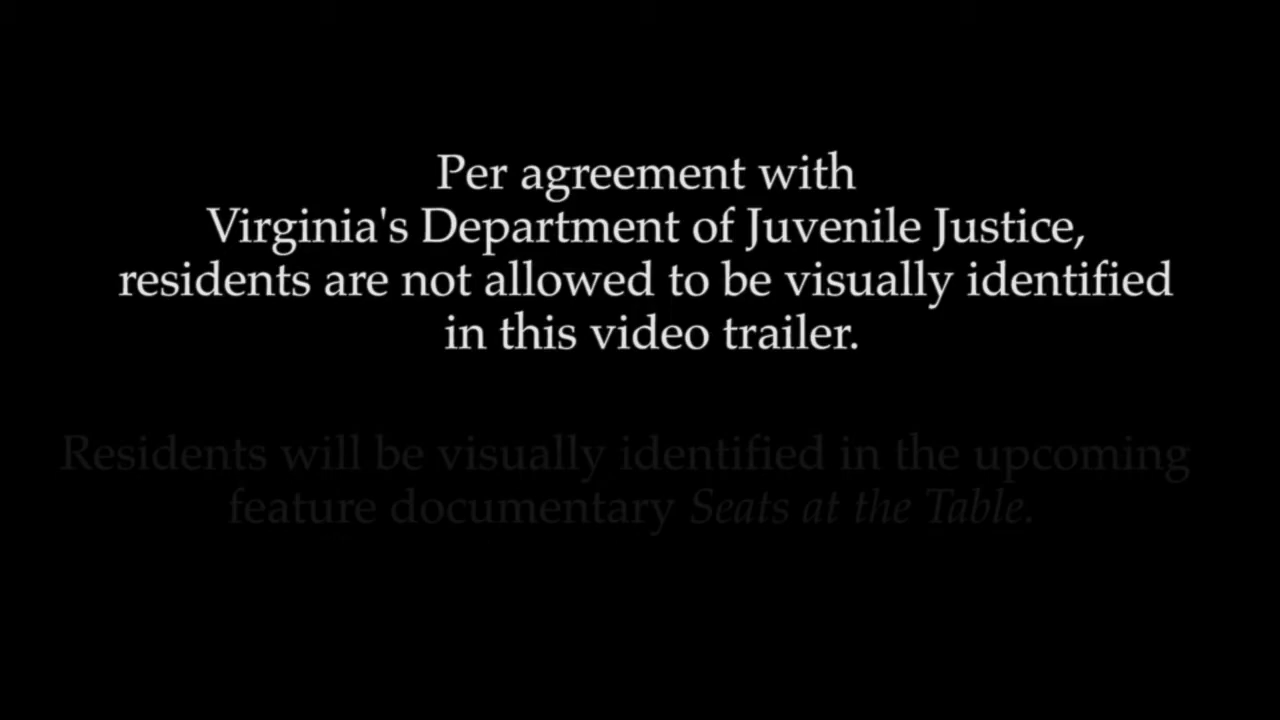 Per agreement with
Virginia's Department of Juvenile Justice,
residents are not allowed to be visually identified
in this video trailer.
Residents will be visually identified in the upcoming
feature documentary Seats at the Table.